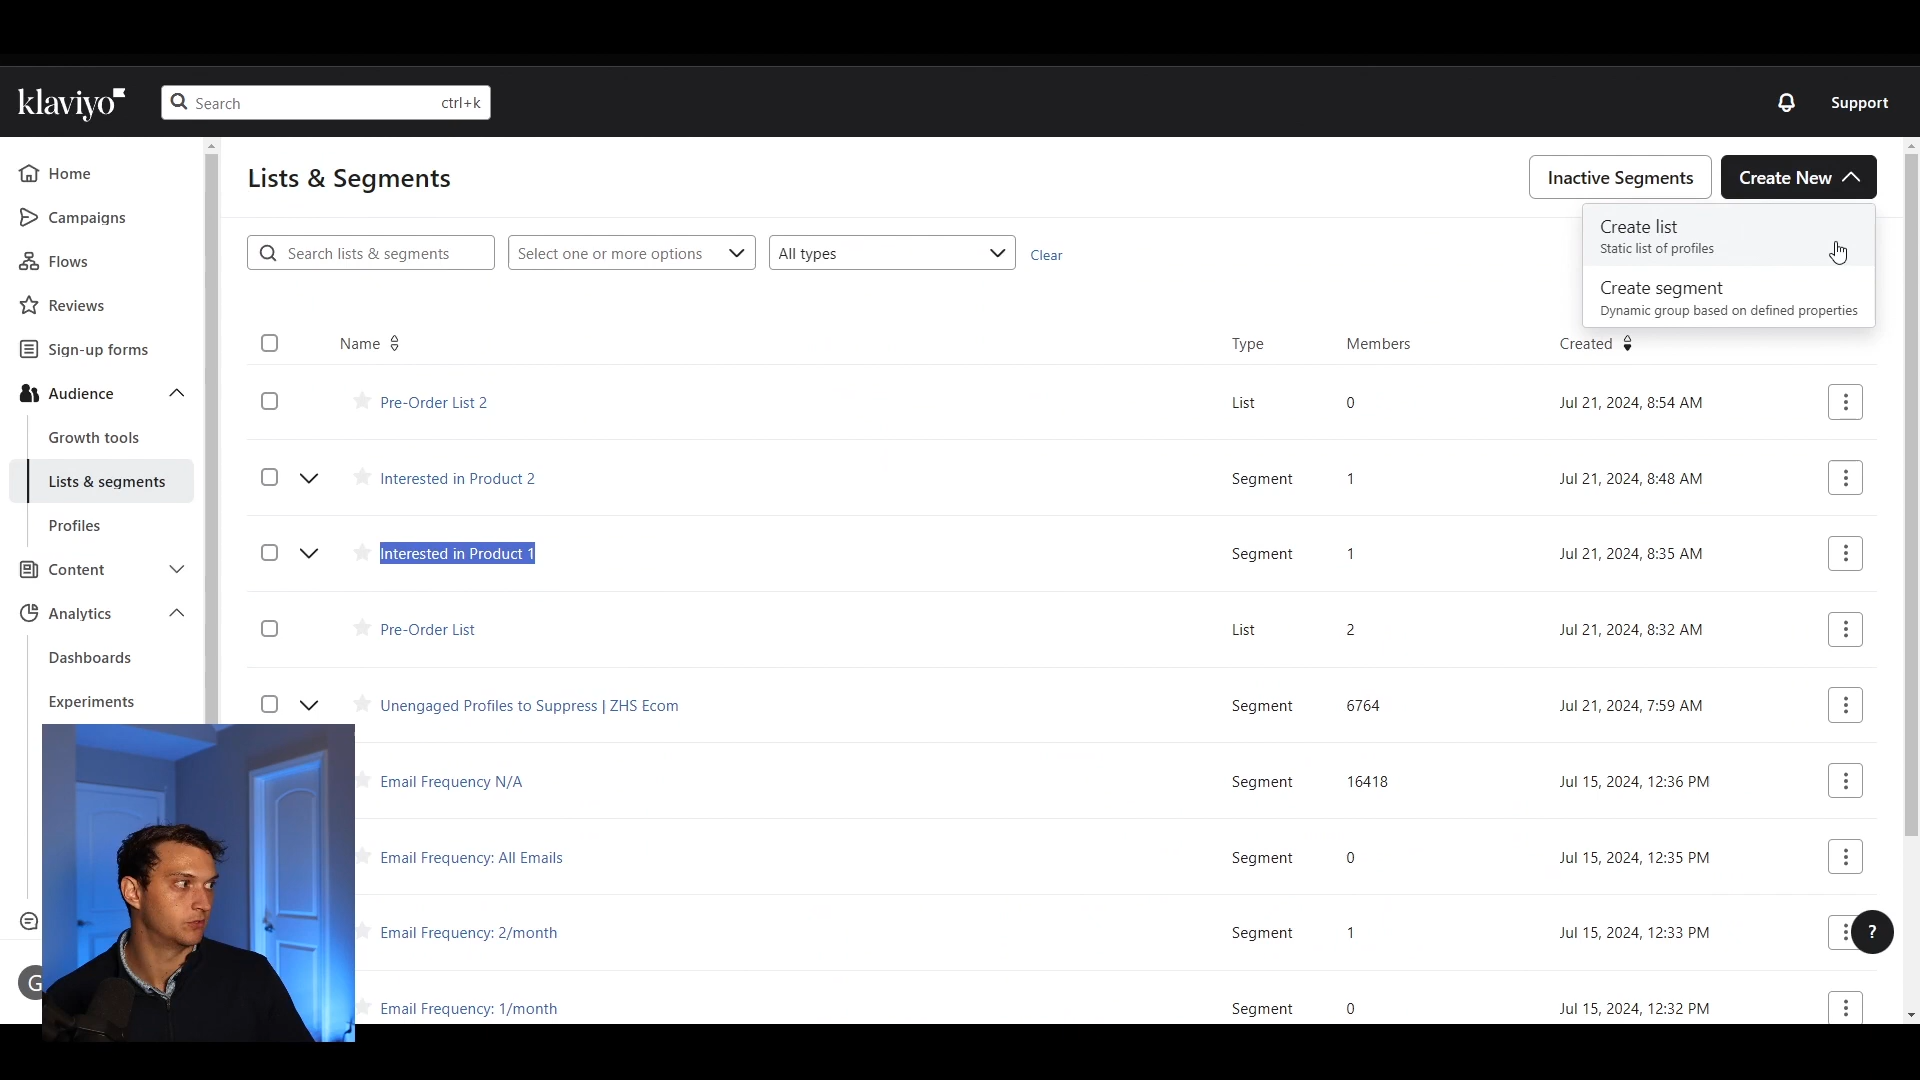 klaviyo
Search ctrl+k
Support
Home
Campaigns
Flows
Reviews
Sign-up forms
Audience
Growth tools
Lists & segments
Profiles
Content
Analytics
Dashboards
Experiments
G
Lists & Segments
Inactive Segments
Create New
Create list
Static list of profiles
Create segment
Dynamic group based on defined properties
Search lists & segments
Select one or more options
All types
Clear
Name Type Members Created
Pre-Order List 2 List 0 Jul 21, 2024, 8:54 AM
Interested in Product 2 Segment 1 Jul 21, 2024, 8:48 AM
Interested in Product 1 Segment 1 Jul 21, 2024, 8:35 AM
Pre-Order List List 2 Jul 21, 2024, 8:32 AM
Unengaged Profiles to Suppress | ZHS Ecom Segment 6764 Jul 21, 2024, 7:59 AM
Email Frequency N/A Segment 16418 Jul 15, 2024, 12:36 PM
Email Frequency: All Emails Segment 0 Jul 15, 2024, 12:35 PM
Email Frequency: 2/month Segment 1 Jul 15, 2024, 12:33 PM
?
Email Frequency: 1/month Segment 0 Jul 15, 2024, 12:32 PM